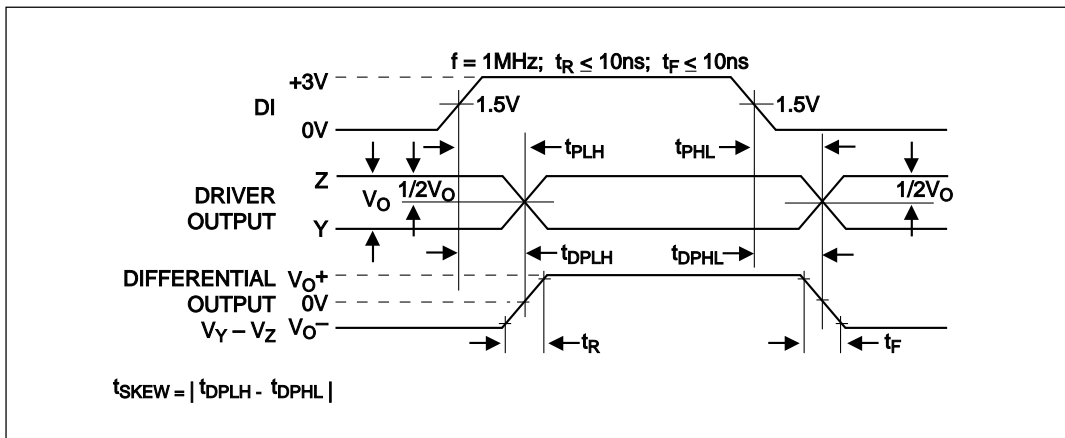 f = 1MHz; tR ≤ 10ns; tF ≤ 10ns
+3V
DI
1.5V
1.5V
0V
tPLH
tPHL
Z
DRIVER
OUTPUT
VO
1/2VO
1/2VO
Y
tDPLH
tDPHL
DIFFERENTIAL
OUTPUT
VY – VZ
VO+
0V
VO–
tR
tF
tSKEW = | tDPLH - tDPHL |